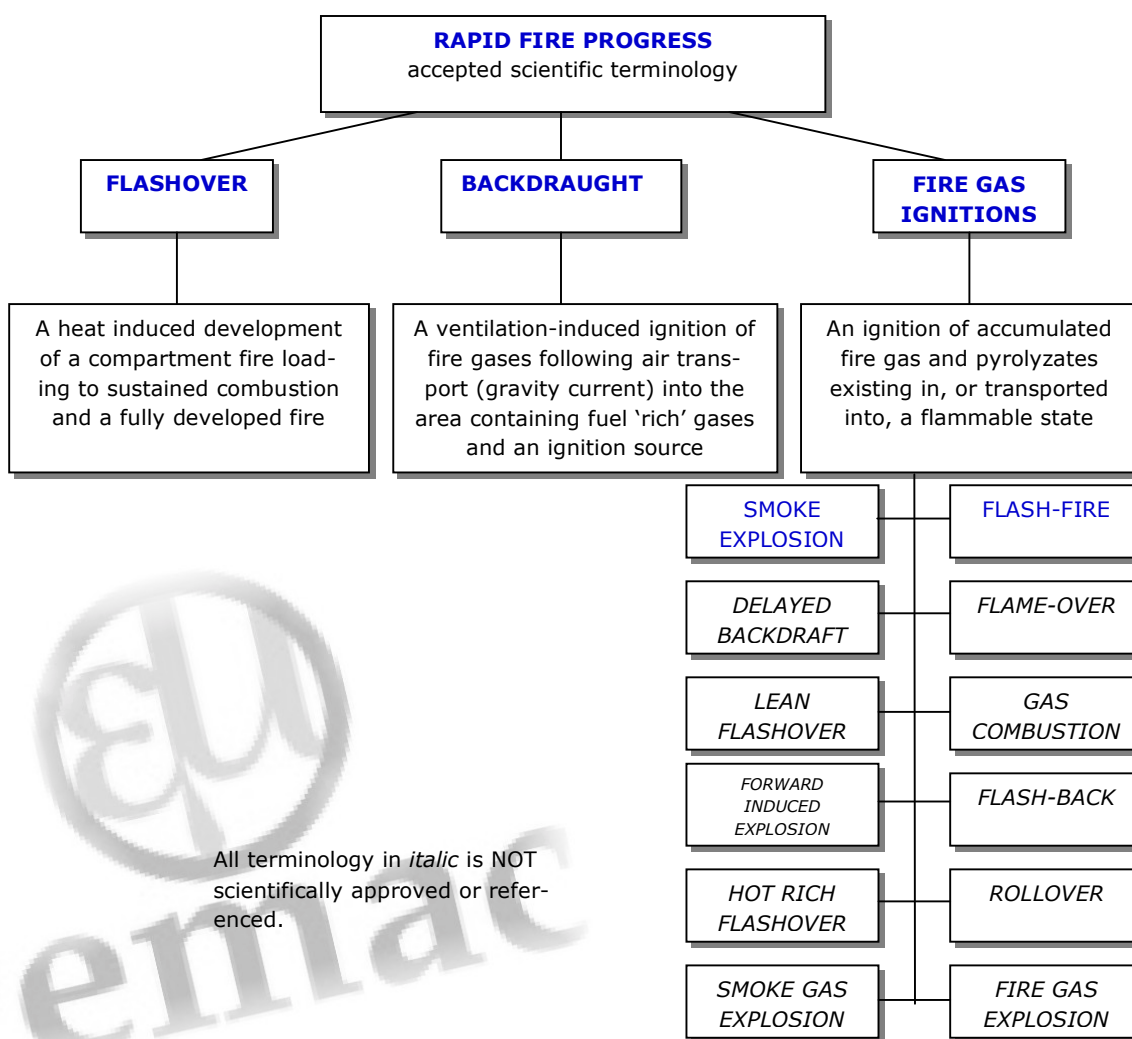 RAPID FIRE PROGRESS
accepted scientific terminology
FLASHOVER
BACKDRAUGHT
FIRE GAS
IGNITIONS
A heat induced development
of a compartment fire load-
ing to sustained combustion
and a fully developed fire
A ventilation-induced ignition of
fire gases following air trans-
port (gravity current) into the
area containing fuel ‘rich’ gases
and an ignition source
An ignition of accumulated
fire gas and pyrolyzates
existing in, or transported
into, a flammable state
SMOKE
EXPLOSION
FLASH-FIRE
DELAYED
BACKDRAFT
FLAME-OVER
LEAN
FLASHOVER
GAS
COMBUSTION
FORWARD
INDUCED
EXPLOSION
FLASH-BACK
HOT RICH
FLASHOVER
ROLLOVER
SMOKE GAS
EXPLOSION
FIRE GAS
EXPLOSION
All terminology in italic is NOT
scientifically approved or refer-
enced.
εμ
emac